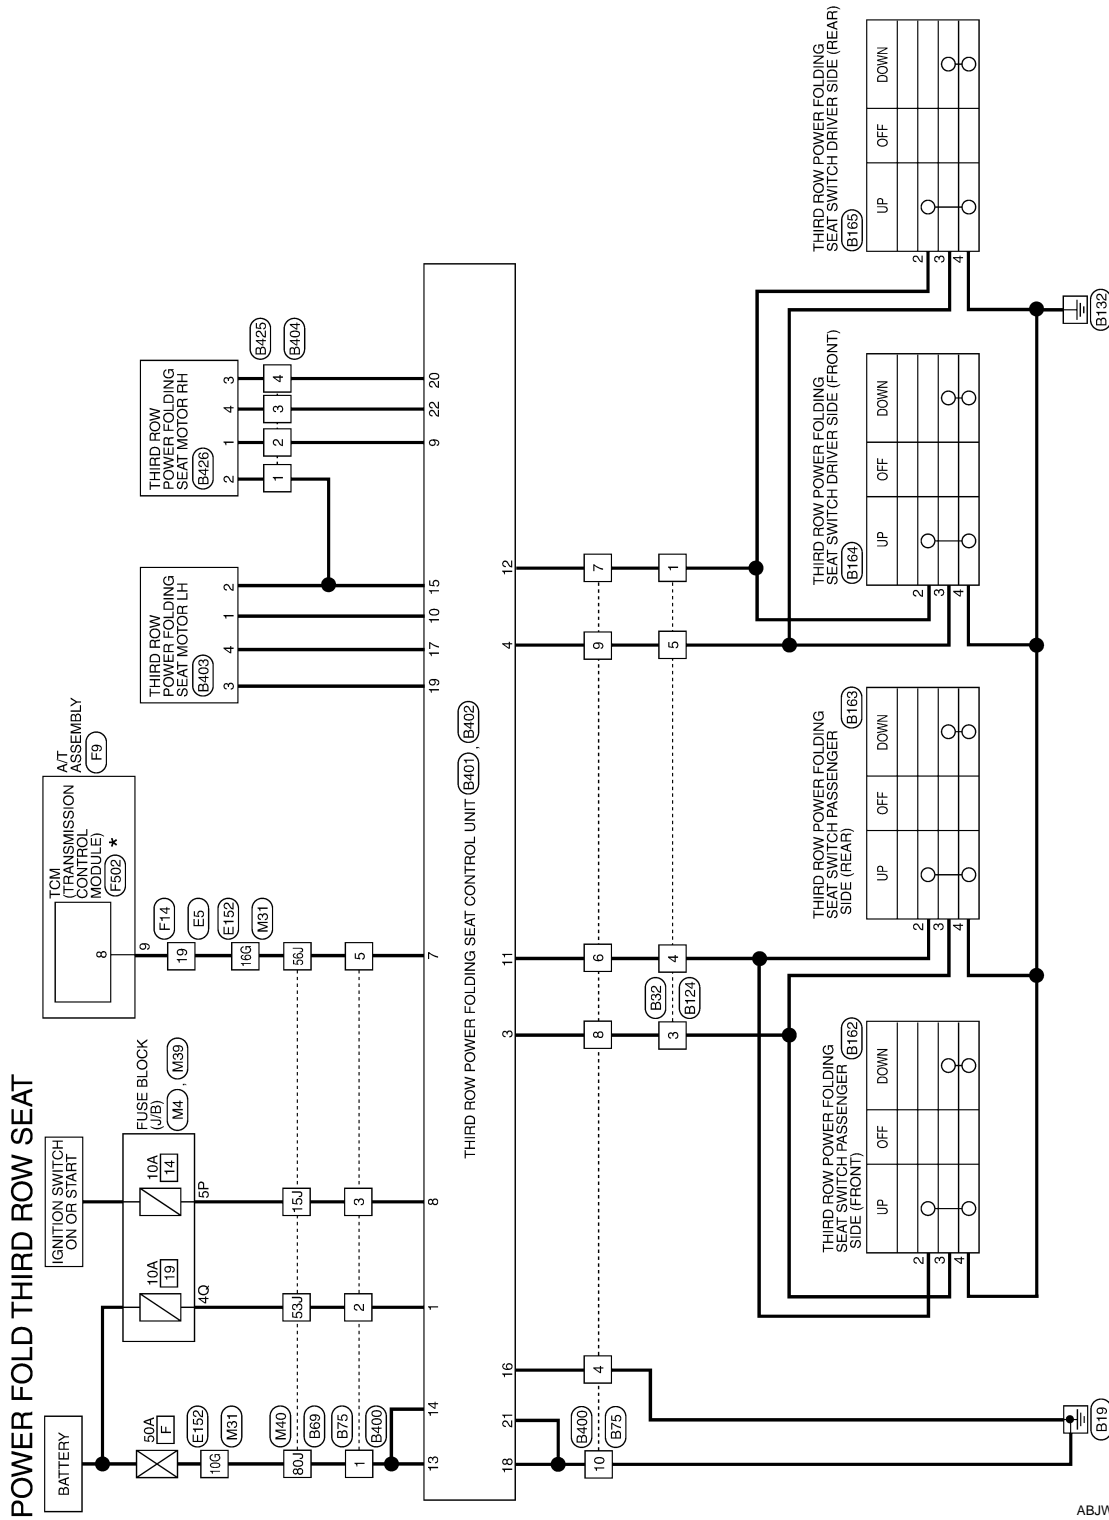 POWER FOLD THIRD ROW SEAT
BATTERY
IGNITION SWITCH
ON OR START
50A
F
10A
19
10A
14
FUSE BLOCK
(J/B)
M4 , M39
4Q
5P
TCM
(TRANSMISSION
CONTROL
MODULE)
F502 *
A/T
ASSEMBLY
F9
8
9
E152
10G
M31
F14
19
E5
E152
16G
M31
M40
80J
53J
15J
56J
B69
B75
1
2
3
5
B400
THIRD ROW
POWER FOLDING
SEAT MOTOR LH
B403
3
4
1
2
THIRD ROW
POWER FOLDING
SEAT MOTOR RH
B426
2
1
4
3
B425
1
2
3
4
B404
13
14
1
8
7
19
17
10
15
9
22
20
THIRD ROW POWER FOLDING SEAT CONTROL UNIT B401 , B402
18
21
16
3
11
4
12
B400
10
4
8
6
9
7
B75
B32
3
4
5
1
B124
THIRD ROW POWER FOLDING
SEAT SWITCH PASSENGER
SIDE (FRONT)
B162
UP
OFF
DOWN
2
3
4
THIRD ROW POWER FOLDING
SEAT SWITCH PASSENGER
SIDE (REAR)
B163
UP
OFF
DOWN
2
3
4
THIRD ROW POWER FOLDING
SEAT SWITCH DRIVER SIDE (FRONT)
B164
UP
OFF
DOWN
2
3
4
THIRD ROW POWER FOLDING
SEAT SWITCH DRIVER SIDE (REAR)
B165
UP
OFF
DOWN
2
3
4
B19
B132
ABJW